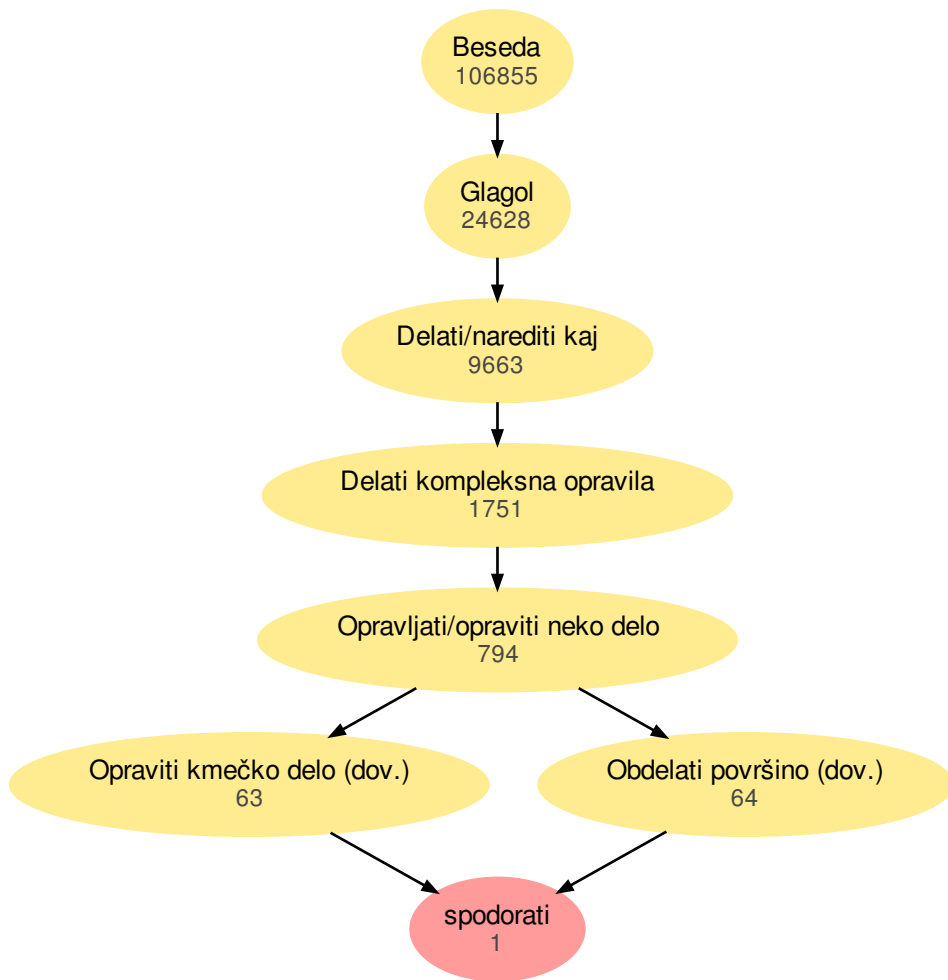 Beseda
106855
Glagol
24628
Delati/narediti kaj
9663
Delati kompleksna opravila
1751
Opravljati/opraviti neko delo
794
Opraviti kmečko delo (dov.)
63
Obdelati površino (dov.)
64
spodorati
1